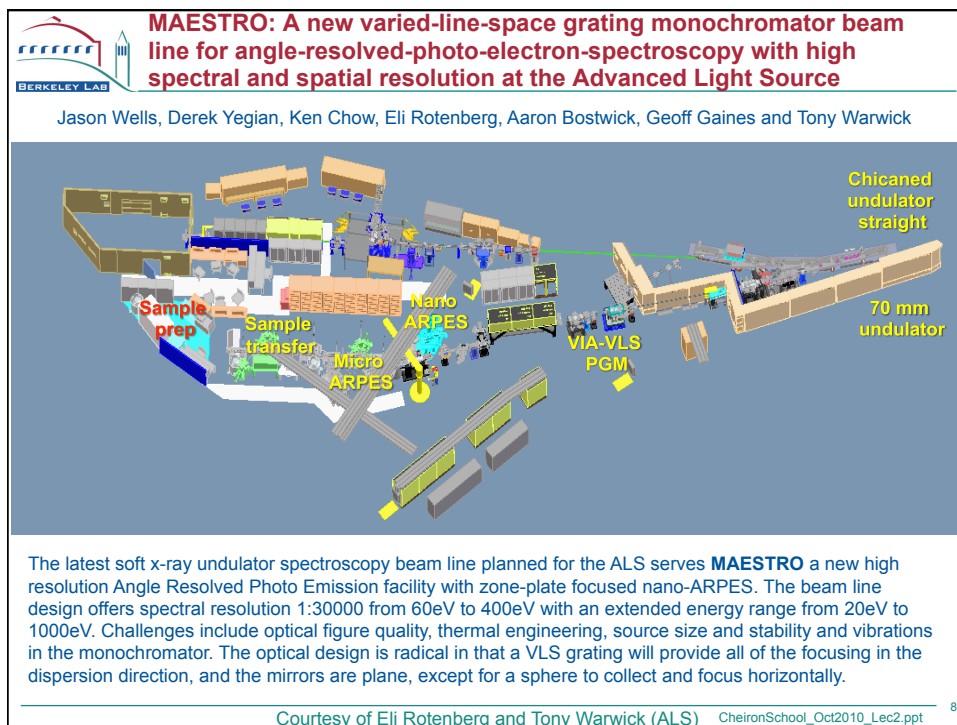 BERKELEY LAB
MAESTRO: A new varied-line-space grating monochromator beam
line for angle-resolved-photo-electron-spectroscopy with high
spectral and spatial resolution at the Advanced Light Source
Jason Wells, Derek Yegian, Ken Chow, Eli Rotenberg, Aaron Bostwick, Geoff Gaines and Tony Warwick
Chicaned
undulator
straight
70 mm
undulator
Nano
ARPES
VIA-VLS
PGM
Sample
prep
Sample
transfer
Micro
ARPES
The latest soft x-ray undulator spectroscopy beam line planned for the ALS serves MAESTRO a new high
resolution Angle Resolved Photo Emission facility with zone-plate focused nano-ARPES. The beam line
design offers spectral resolution 1:30000 from 60eV to 400eV with an extended energy range from 20eV to
1000eV. Challenges include optical figure quality, thermal engineering, source size and stability and vibrations
in the monochromator. The optical design is radical in that a VLS grating will provide all of the focusing in the
dispersion direction, and the mirrors are plane, except for a sphere to collect and focus horizontally.
Courtesy of Eli Rotenberg and Tony Warwick (ALS)
CheironSchool_Oct2010_Lec2.ppt
8